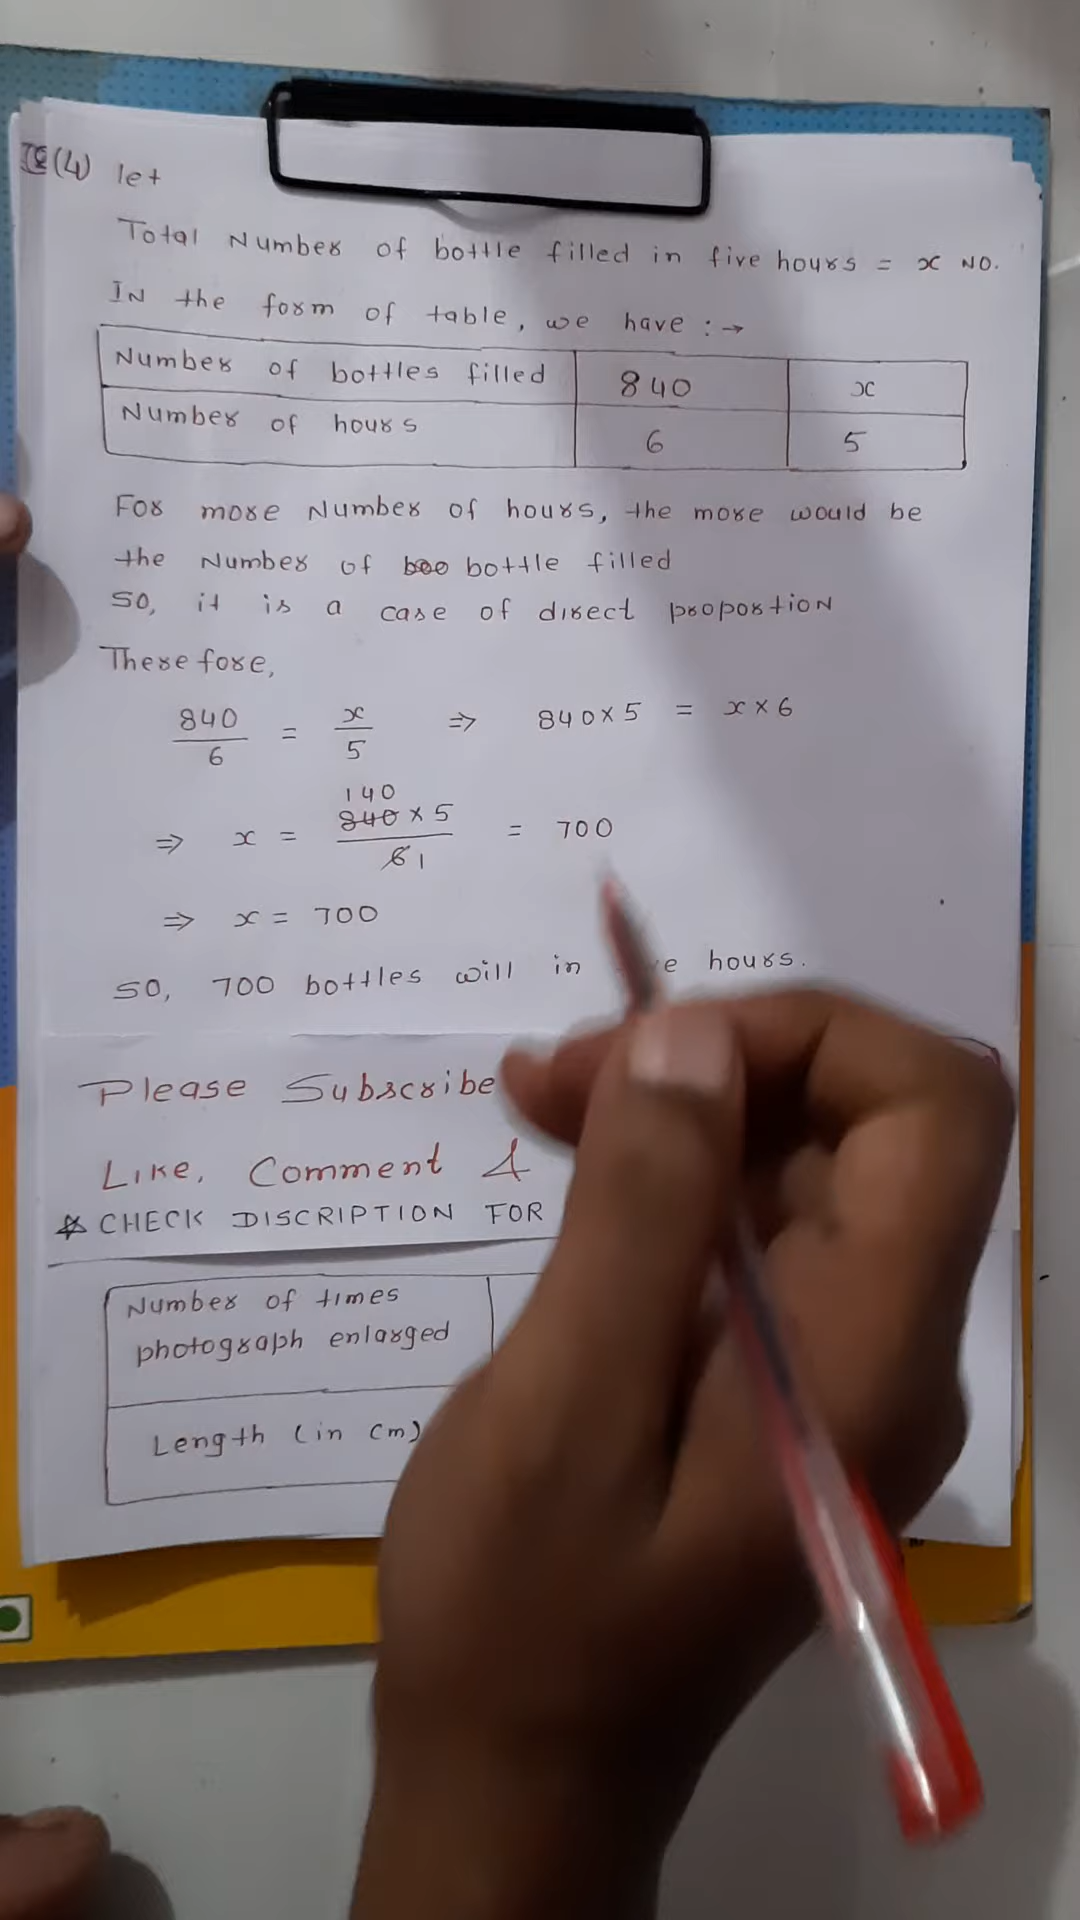 (4) let
Total Number of bottle filled in five hours = x NO.
IN the form of table, we have :→
Number of bottles filled 840 x
Number of hours 6 5
For more Number of hours, the more would be
the Number of boo bottle filled
So, it is a case of direct proportion
Therefore,
840/6 = x/5 ⇒ 840×5 = x×6
140
⇒ x = 840×5/6 1 = 700
⇒ x = 700
So, 700 bottles will in hours.
Please Subscribe
Like, Comment &
☆ CHECK DISCRIPTION FOR
Number of times
photograph enlarged
Length (in cm)